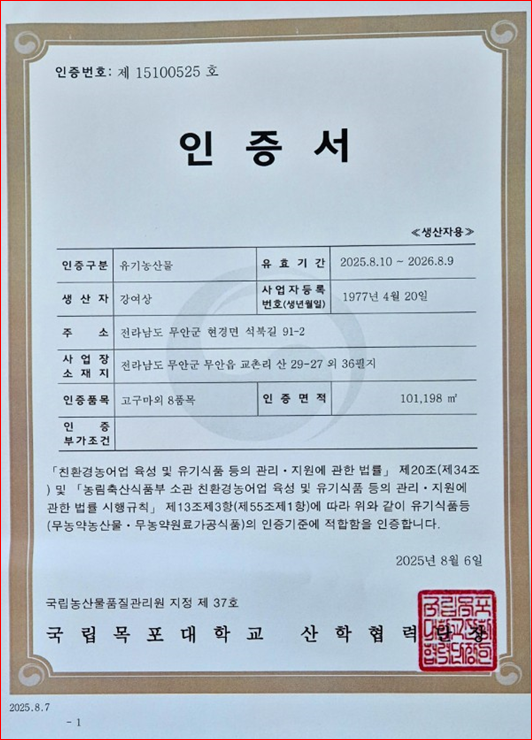 인증번호: 제 15100525 호
인 증 서
≪생산자용≫
인증구분 유기농산물 유 효 기 간 2025.8.10 ~ 2026.8.9
생 산 자 강여상 사업자등록 번호(생년월일) 1977년 4월 20일
주 소 전라남도 무안군 현경면 석북길 91-2
사 업 장 소 재 지 전라남도 무안군 무안읍 교촌리 산 29-27 외 36필지
인증품목 고구마외 8품목 인 증 면 적 101,198 ㎡
인 증 부가조건
「친환경농어업 육성 및 유기식품 등의 관리・지원에 관한 법률」 제20조(제34조
) 및 「농림축산식품부 소관 친환경농어업 육성 및 유기식품 등의 관리・지원에
관한 법률 시행규칙」 제13조제3항(제55조제1항)에 따라 위와 같이 유기식품등
(무농약농산물・무농약원료가공식품)의 인증기준에 적합함을 인증합니다.
2025년 8월 6일
국립농산물품질관리원 지정 제 37호
국 립 목 포 대 학 교 산 학 협 력 단 장
2025.8.7
- 1